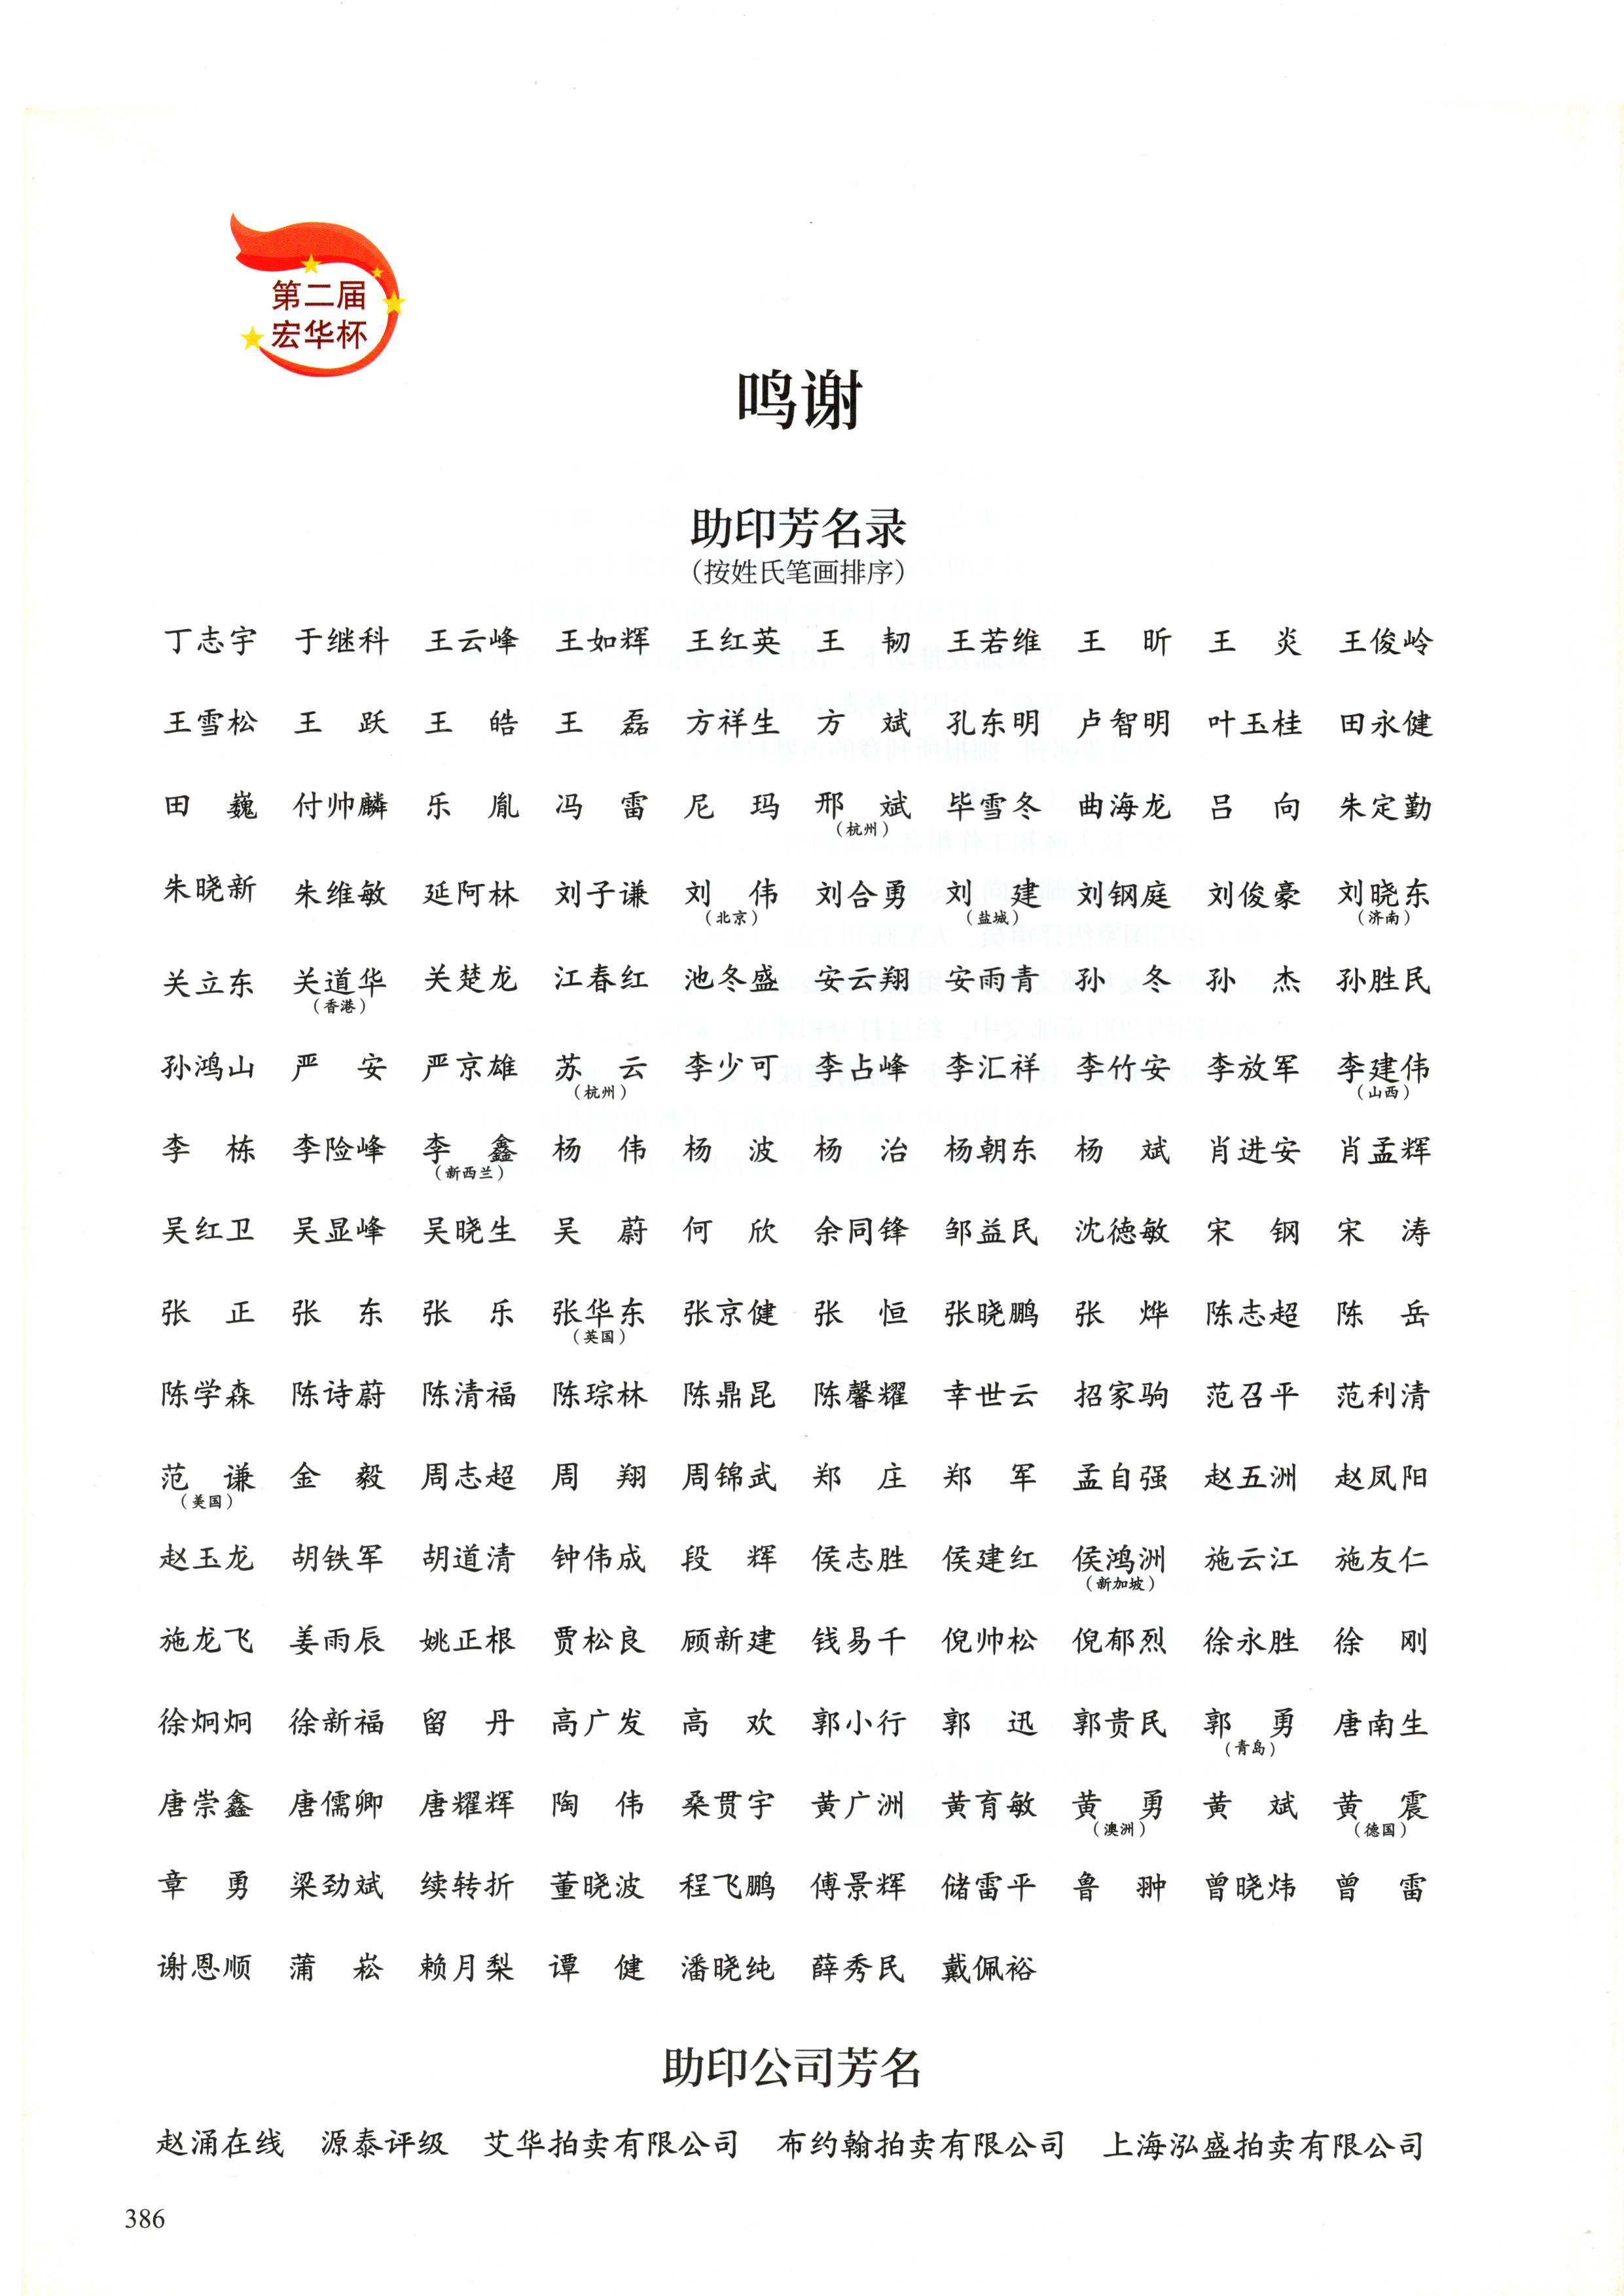 第二届
宏华杯
鸣谢
助印芳名录
（按姓氏笔画排序）
丁志宇 于继科 王云峰 王如辉 王红英 王 韧 王若维 王 昕 王 炎 王俊岭
王雪松 王 跃 王 皓 王 磊 方祥生 方 斌 孔东明 卢智明 叶玉桂 田永健
田 巍 付帅麟 乐 胤 冯 雷 尼 玛 邢 斌 毕雪冬 曲海龙 吕 向 朱定勤
（杭州）
朱晓新 朱维敏 延阿林 刘子谦 刘 伟 刘合勇 刘 建 刘钢庭 刘俊豪 刘晓东
（北京） （盐城） （济南）
关立东 关道华 关楚龙 江春红 池冬盛 安云翔 安雨青 孙 冬 孙 杰 孙胜民
（香港）
孙鸿山 严 安 严京雄 苏 云 李少可 李占峰 李汇祥 李竹安 李放军 李建伟
（杭州） （山西）
李 栋 李险峰 李 鑫 杨 伟 杨 波 杨 治 杨朝东 杨 斌 肖进安 肖孟辉
（新西兰）
吴红卫 吴显峰 吴晓生 吴 蔚 何 欣 余同锋 邹益民 沈德敏 宋 钢 宋 涛
张 正 张 东 张 乐 张华东 张京健 张 恒 张晓鹏 张 烨 陈志超 陈 岳
（英国）
陈学森 陈诗蔚 陈清福 陈琮林 陈鼎昆 陈馨耀 幸世云 招家驹 范召平 范利清
范 谦 金 毅 周志超 周 翔 周锦武 郑 庄 郑 军 孟自强 赵五洲 赵凤阳
（美国）
赵玉龙 胡铁军 胡道清 钟伟成 段 辉 侯志胜 侯建红 侯鸿洲 施云江 施友仁
（新加坡）
施龙飞 姜雨辰 姚正根 贾松良 顾新建 钱易千 倪帅松 倪郁烈 徐永胜 徐 刚
徐炯炯 徐新福 留 丹 高广发 高 欢 郭小行 郭 迅 郭贵民 郭 勇 唐南生
（青岛）
唐崇鑫 唐儒卿 唐耀辉 陶 伟 桑贯宇 黄广洲 黄育敏 黄 勇 黄 斌 黄 震
（澳洲） （德国）
章 勇 梁劲斌 续转折 董晓波 程飞鹏 傅景辉 储雷平 鲁 翀 曾晓炜 曾 雷
谢恩顺 蒲 崧 赖月梨 谭 健 潘晓纯 薛秀民 戴佩裕
助印公司芳名
赵涌在线 源泰评级 艾华拍卖有限公司 布约翰拍卖有限公司 上海泓盛拍卖有限公司
386